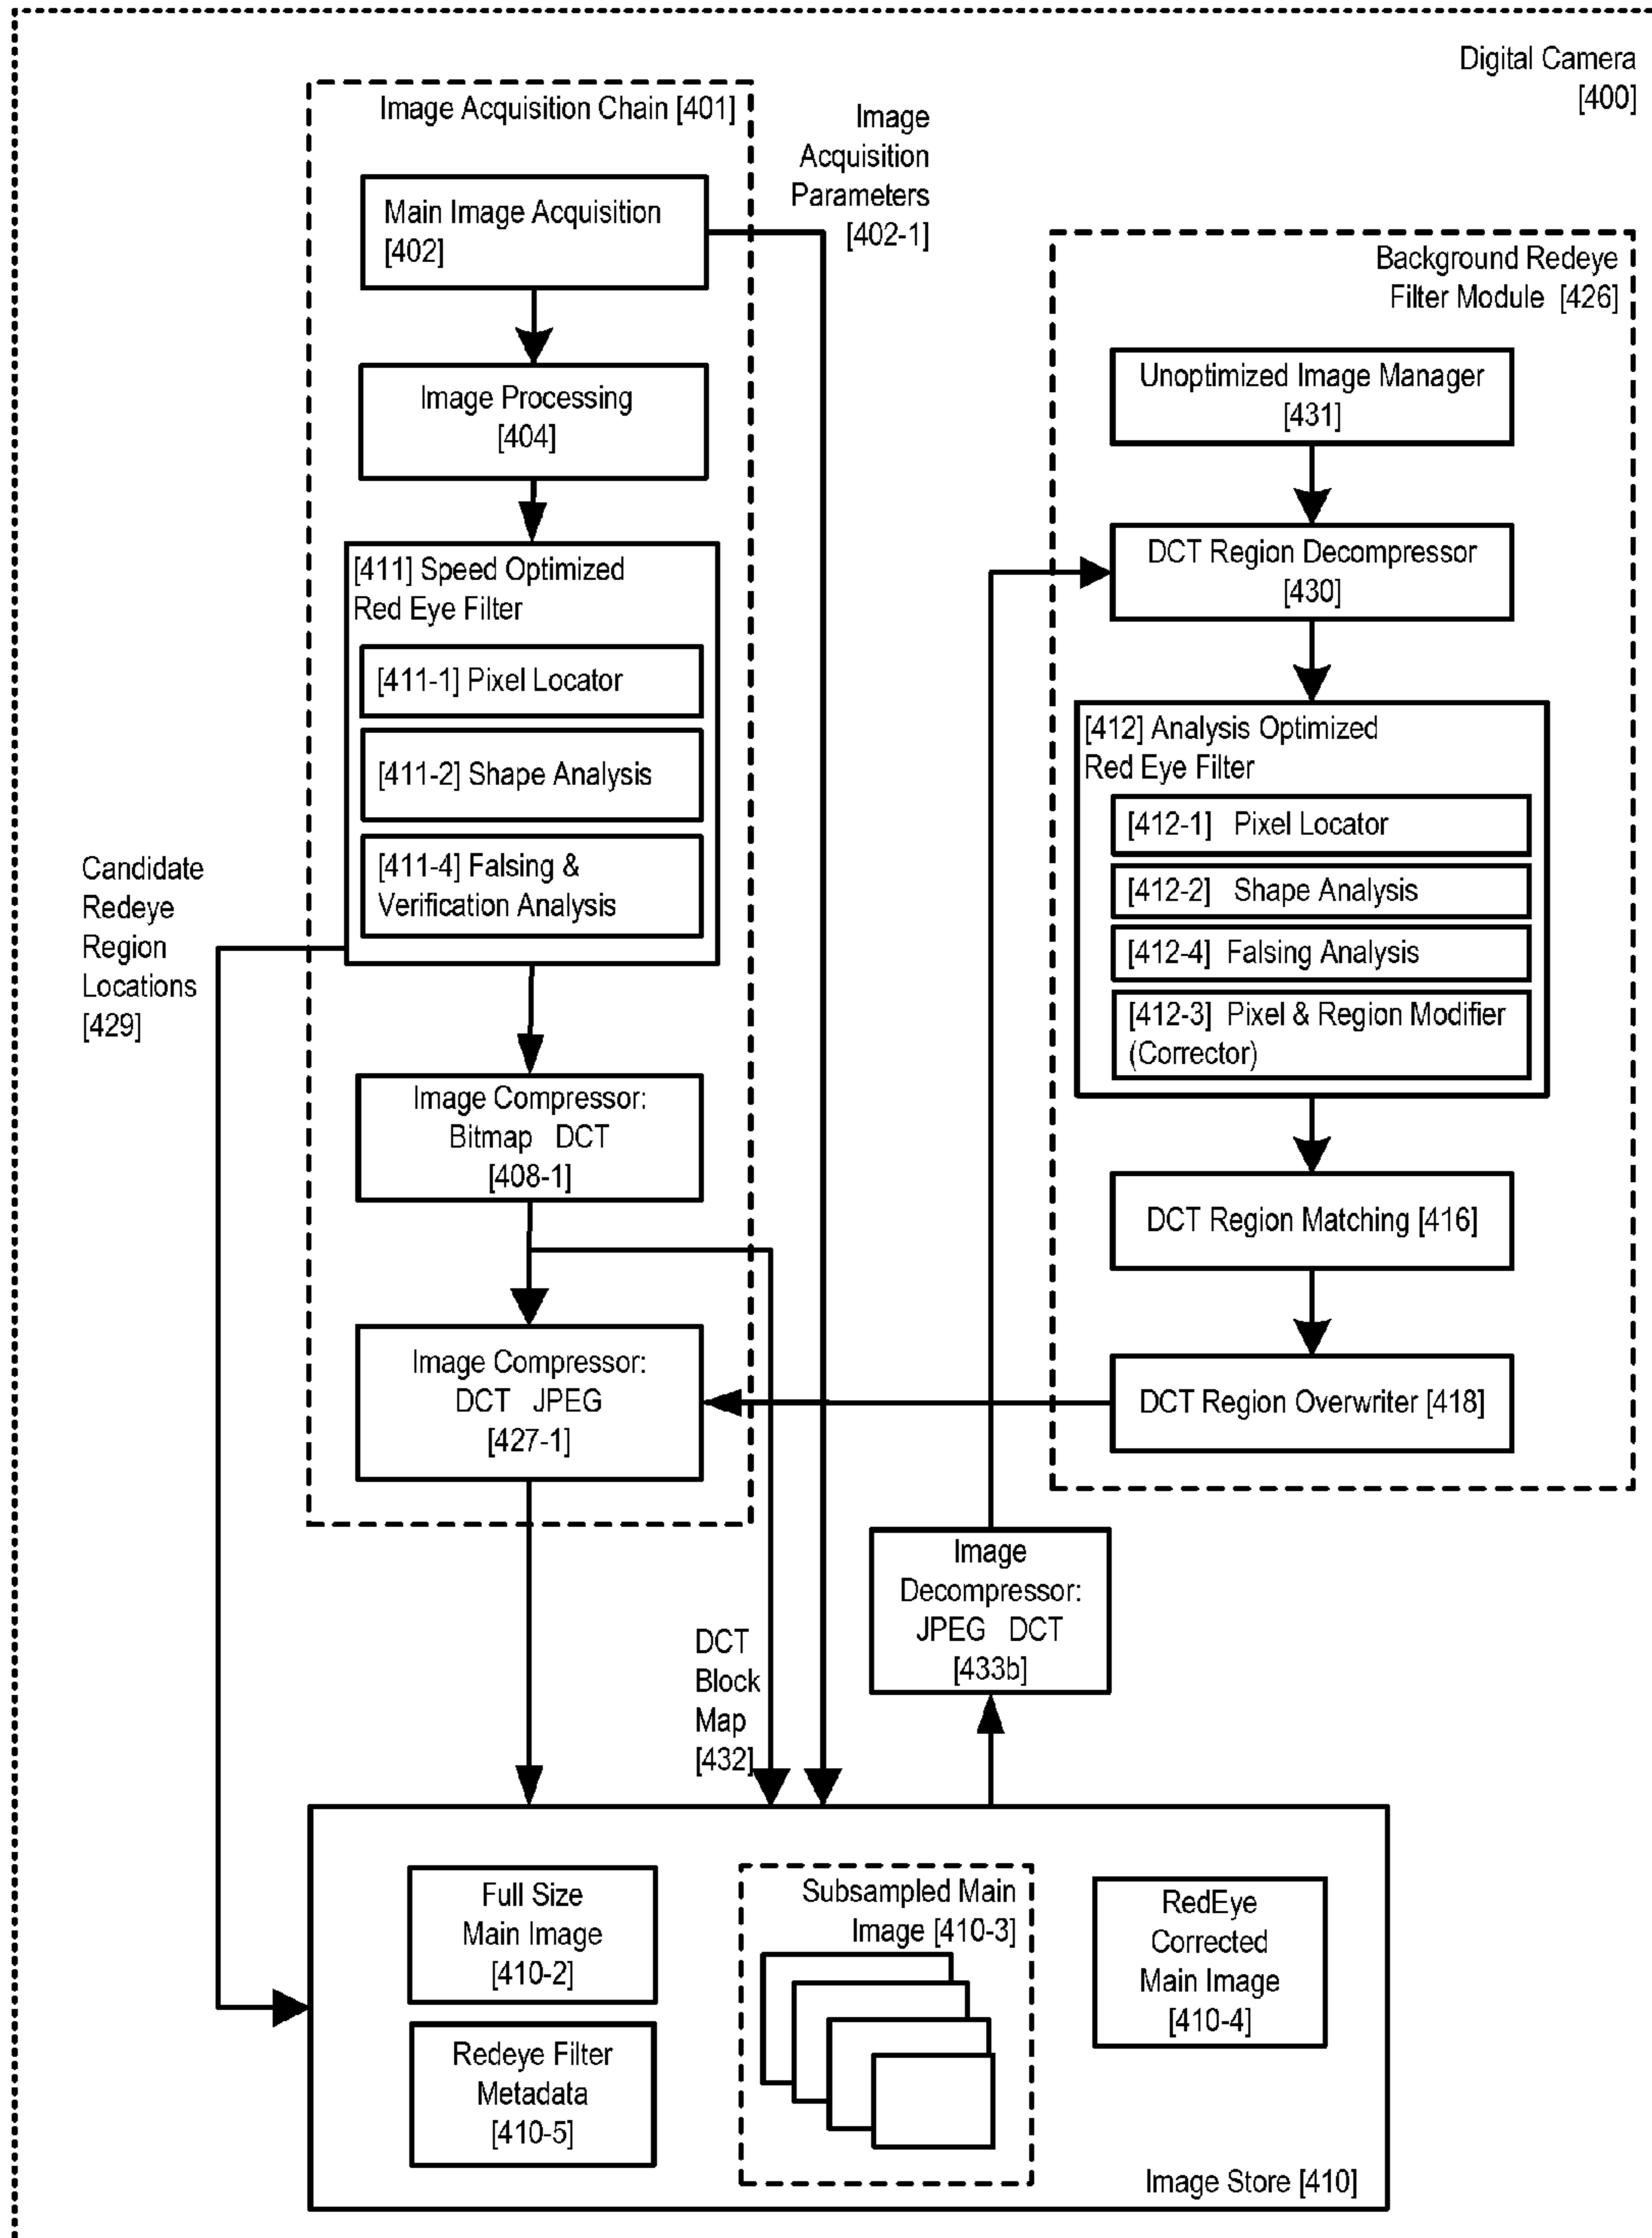 Digital Camera
[400]
Image Acquisition Chain [401]
Image
Acquisition
Parameters
[402-1]
Main Image Acquisition
[402]
Image Processing
[404]
[411] Speed Optimized
Red Eye Filter
[411-1] Pixel Locator
[411-2] Shape Analysis
[411-4] Falsing &
Verification Analysis
Candidate
Redeye
Region
Locations
[429]
Image Compressor:
Bitmap DCT
[408-1]
Image Compressor:
DCT JPEG
[427-1]
Background Redeye
Filter Module [426]
Unoptimized Image Manager
[431]
DCT Region Decompressor
[430]
[412] Analysis Optimized
Red Eye Filter
[412-1] Pixel Locator
[412-2] Shape Analysis
[412-4] Falsing Analysis
[412-3] Pixel & Region Modifier
(Corrector)
DCT Region Matching [416]
DCT Region Overwriter [418]
Image
Decompressor:
JPEG DCT
[433b]
DCT
Block
Map
[432]
Full Size
Main Image
[410-2]
Redeye Filter
Metadada
[410-5]
Subsampled Main
Image [410-3]
RedEye
Corrected
Main Image
[410-4]
Image Store [410]